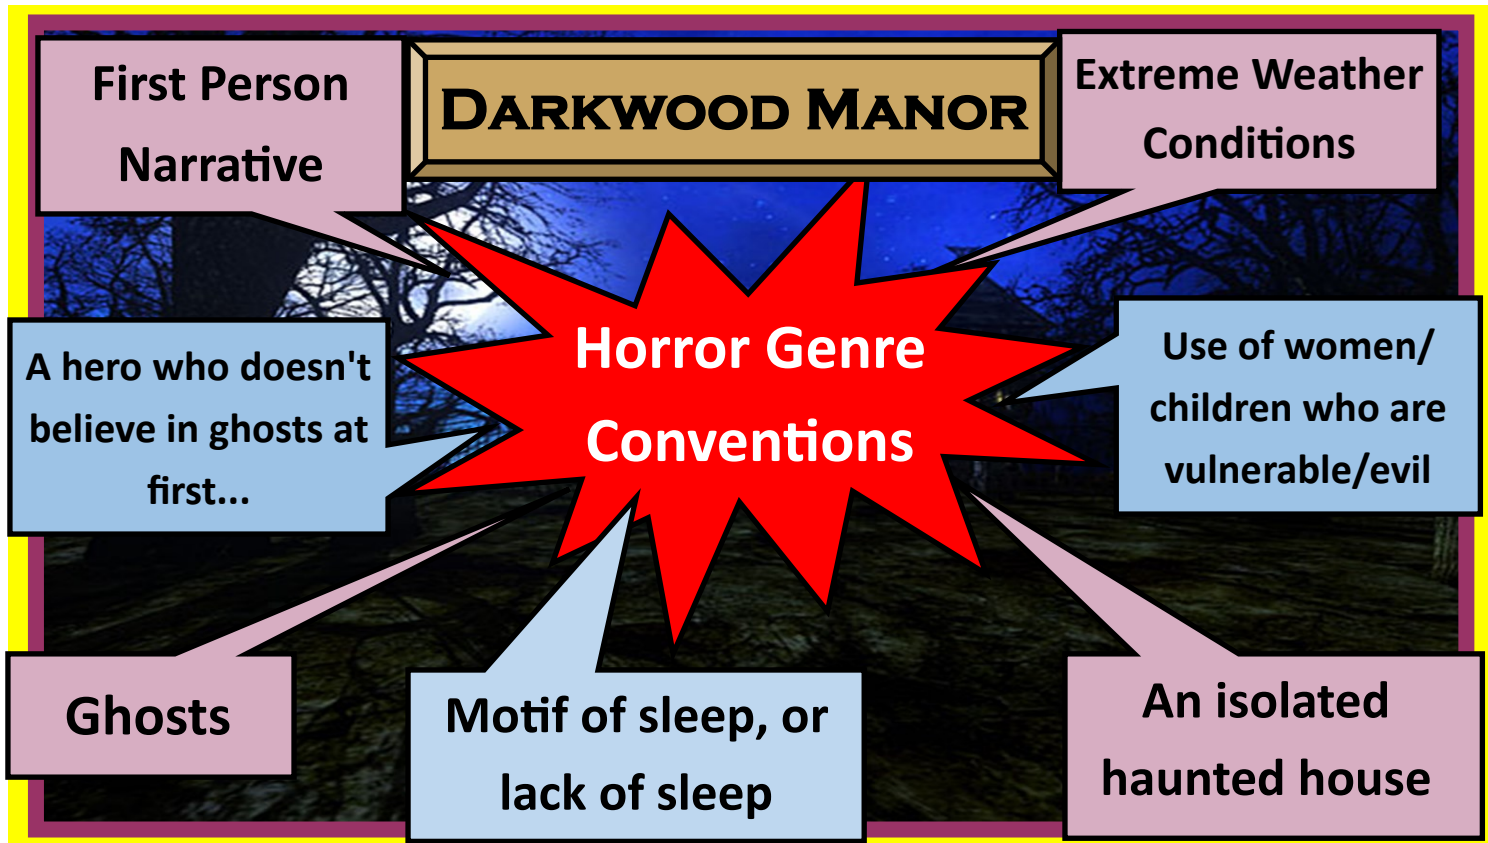 First Person
Narrative
DARKWOOD MANOR
Extreme Weather
Conditions
Horror Genre
Conventions
A hero who doesn't
believe in ghosts at
first...
Use of women/
children who are
vulnerable/evil
Ghosts
Motif of sleep, or
lack of sleep
An isolated
haunted house